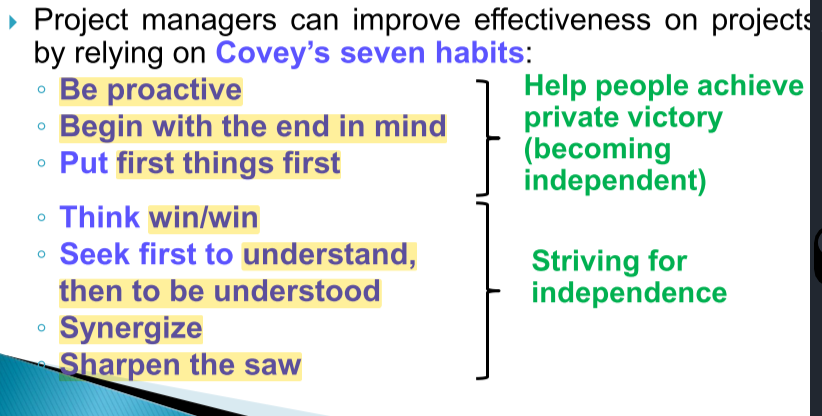 Project managers can improve effectiveness on projects
by relying on Covey’s seven habits:
Be proactive
Begin with the end in mind
Put first things first
Help people achieve
private victory
(becoming
independent)
Think win/win
Seek first to understand,
then to be understood
Synergize
Sharpen the saw
Striving for
independence